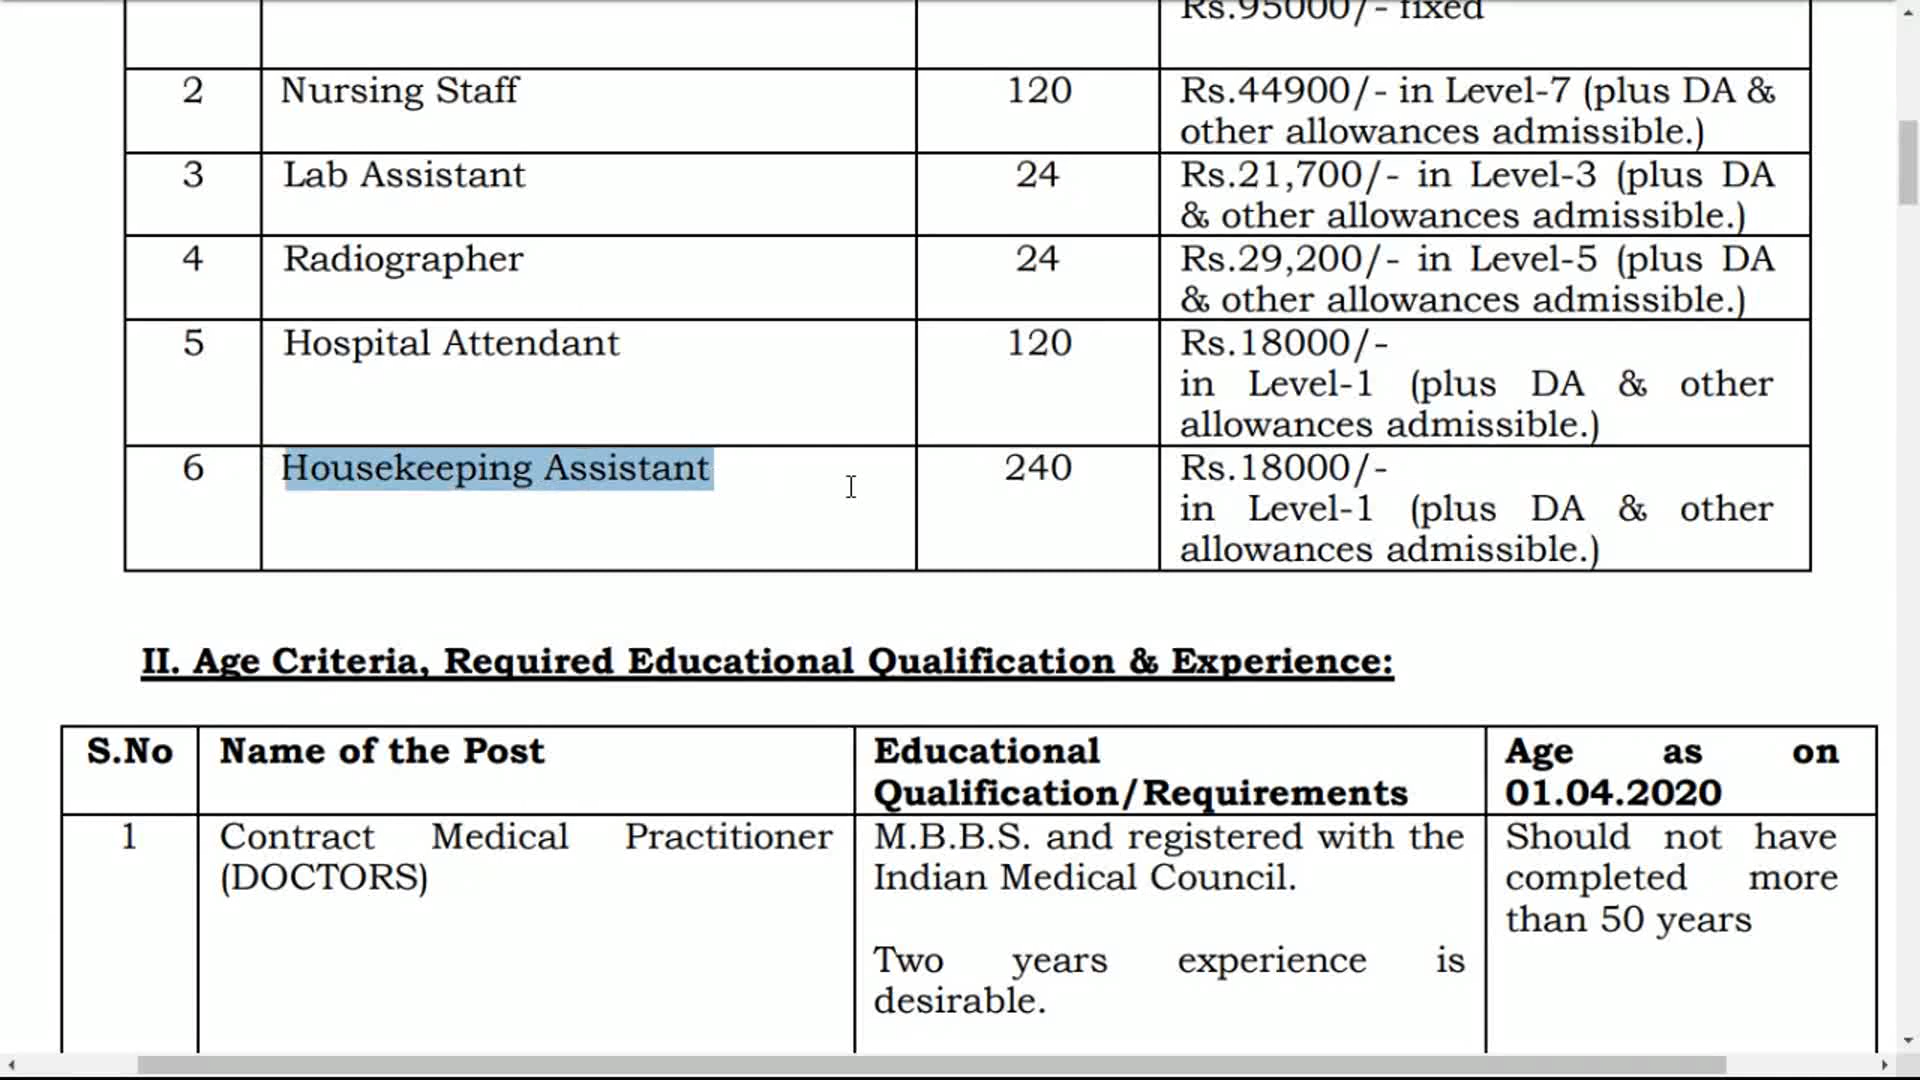 Rs.95000/- fixed
2 Nursing Staff 120 Rs.44900/- in Level-7 (plus DA &
other allowances admissible.)
3 Lab Assistant 24 Rs.21,700/- in Level-3 (plus DA
& other allowances admissible.)
4 Radiographer 24 Rs.29,200/- in Level-5 (plus DA
& other allowances admissible.)
5 Hospital Attendant 120 Rs.18000/-
in Level-1 (plus DA & other
allowances admissible.)
6 Housekeeping Assistant 240 Rs.18000/-
in Level-1 (plus DA & other
allowances admissible.)
II. Age Criteria, Required Educational Qualification & Experience:
S.No Name of the Post Educational Age as on
Qualification/Requirements 01.04.2020
1 Contract Medical Practitioner M.B.B.S. and registered with the Should not have
(DOCTORS) Indian Medical Council. completed more
than 50 years
Two years experience is
desirable.